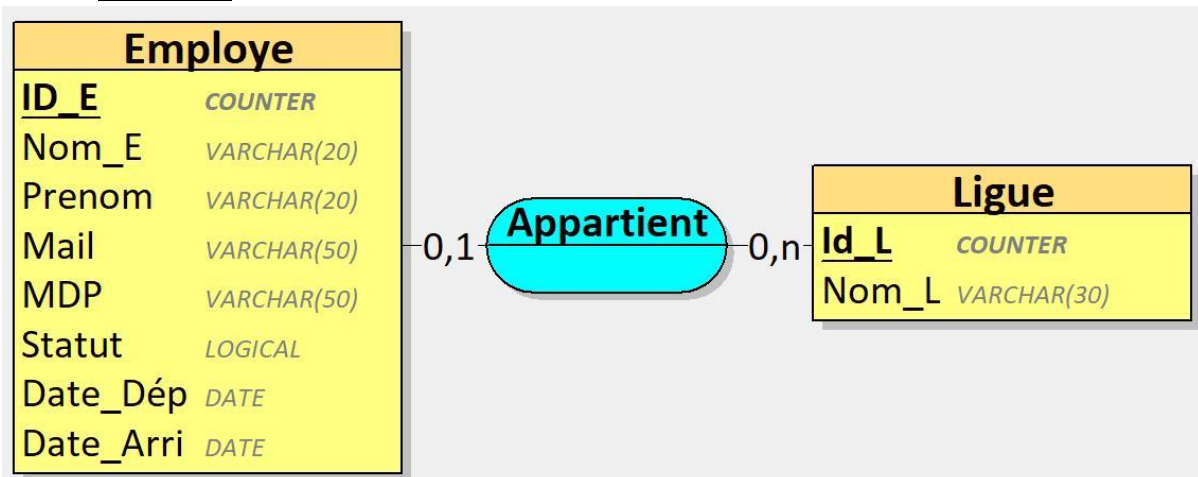 Employe
ID_E COUNTER
Nom_E VARCHAR(20)
Prenom VARCHAR(20)
Mail VARCHAR(50)
MDP VARCHAR(50)
Statut LOGICAL
Date_Dép DATE
Date_Arri DATE
0,1
Appartient
0,n
Ligue
Id_L COUNTER
Nom_L VARCHAR(30)